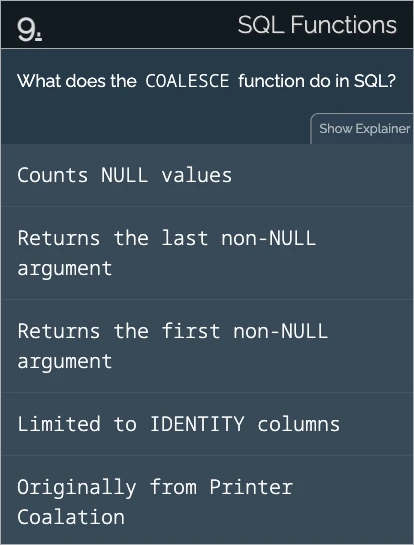 9.
SQL Functions
What does the COALESCE function do in SQL?
Show Explainer
Counts NULL values
Returns the last non-NULL
argument
Returns the first non-NULL
argument
Limited to IDENTITY columns
Originally from Printer
Coalation